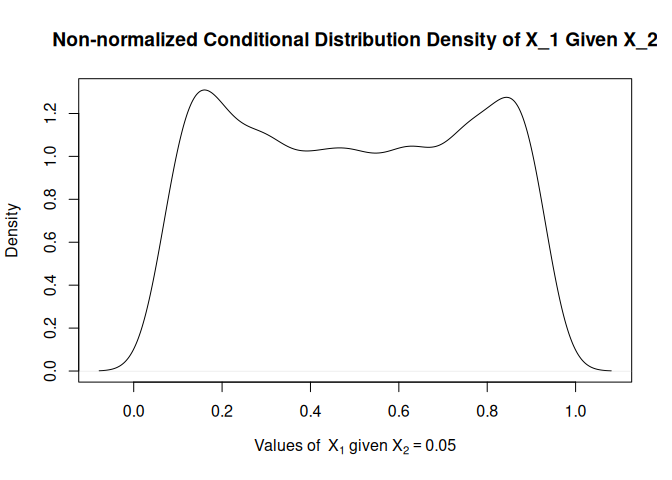 Non-normalized Conditional Distribution Density of X_1 Given X_2
Density
1.2
1.0
0.8
0.6
0.4
0.2
0.0
0.0 0.2 0.4 0.6 0.8 1.0
Values of X₁ given X₂ = 0.05